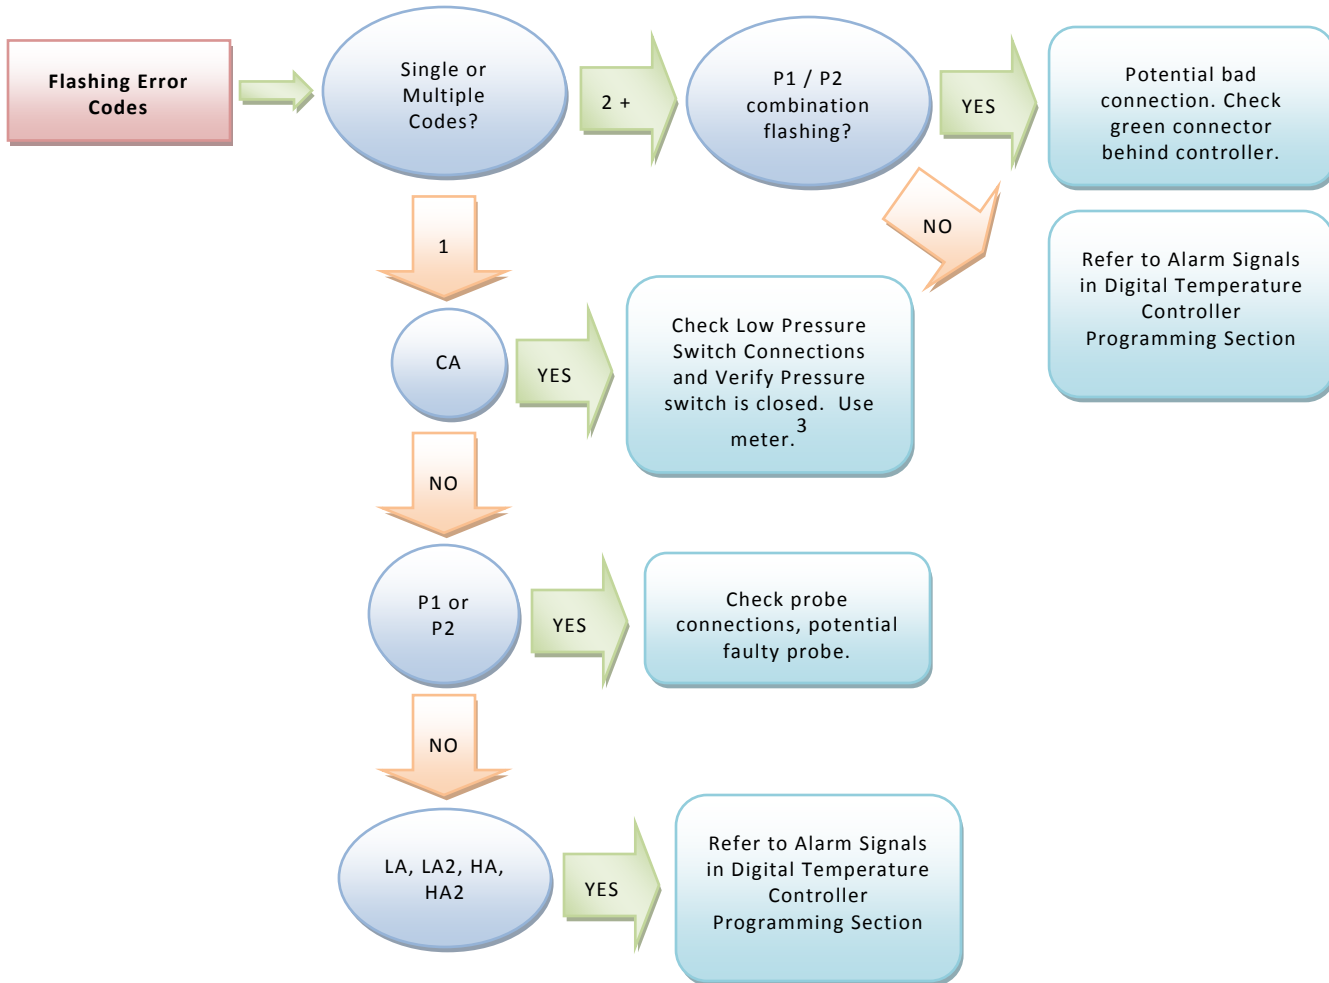 Flashing Error
Codes
Single or
Multiple
Codes?
2 +
P1 / P2
combination
flashing?
YES
Potential bad
connection. Check
green connector
behind controller.
NO
Refer to Alarm Signals
in Digital Temperature
Controller
Programming Section
1
CA
YES
Check Low Pressure
Switch Connections
and Verify Pressure
switch is closed. Use
meter.3
NO
P1 or
P2
YES
Check probe
connections, potential
faulty probe.
NO
LA, LA2, HA,
HA2
YES
Refer to Alarm Signals
in Digital Temperature
Controller
Programming Section